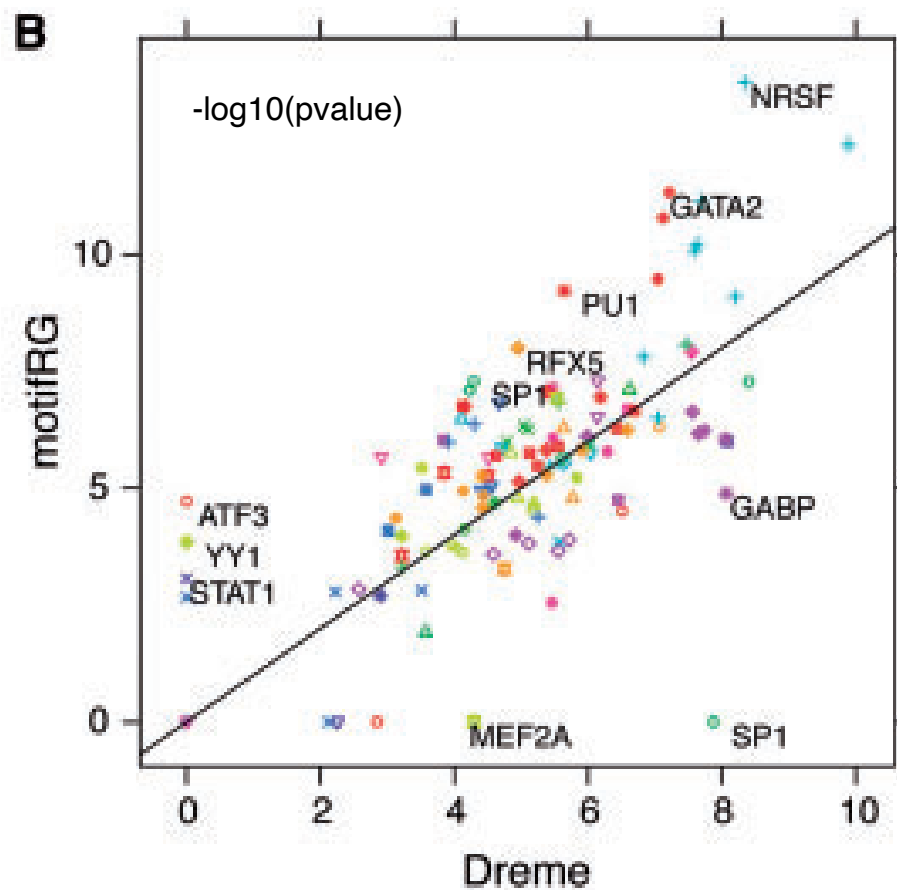 B
-log10(pvalue)
NRSF
GATA2
PU1
RFX5
SP1
GABP
ATF3
YY1
STAT1
MEF2A
SP1
10
5
0
motifRG
0 2 4 6 8 10
Dreme